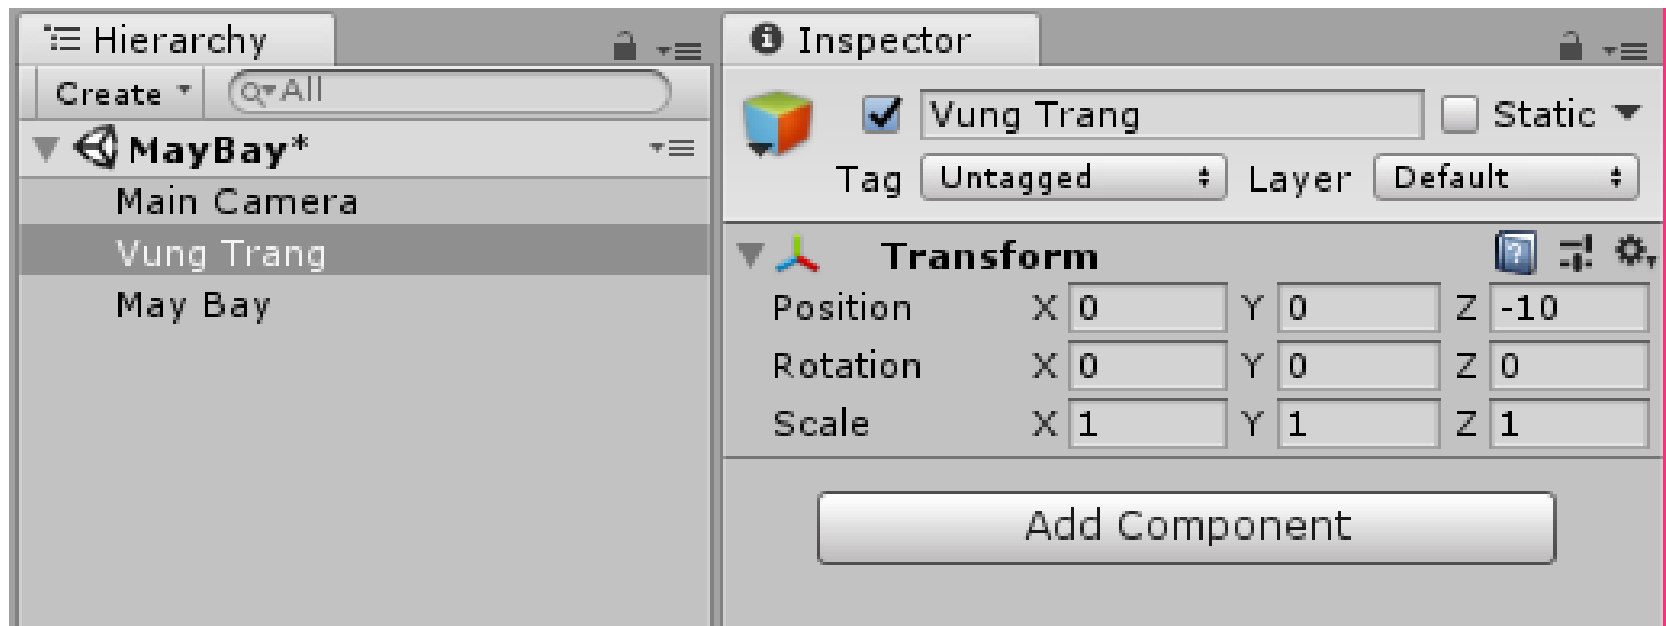 Hierarchy
Create All
MayBay*
Main Camera
Vung Trang
May Bay
Inspector
Vung Trang Static
Tag Untagged Layer Default
Transform
Position X 0 Y 0 Z -10
Rotation X 0 Y 0 Z 0
Scale X 1 Y 1 Z 1
Add Component